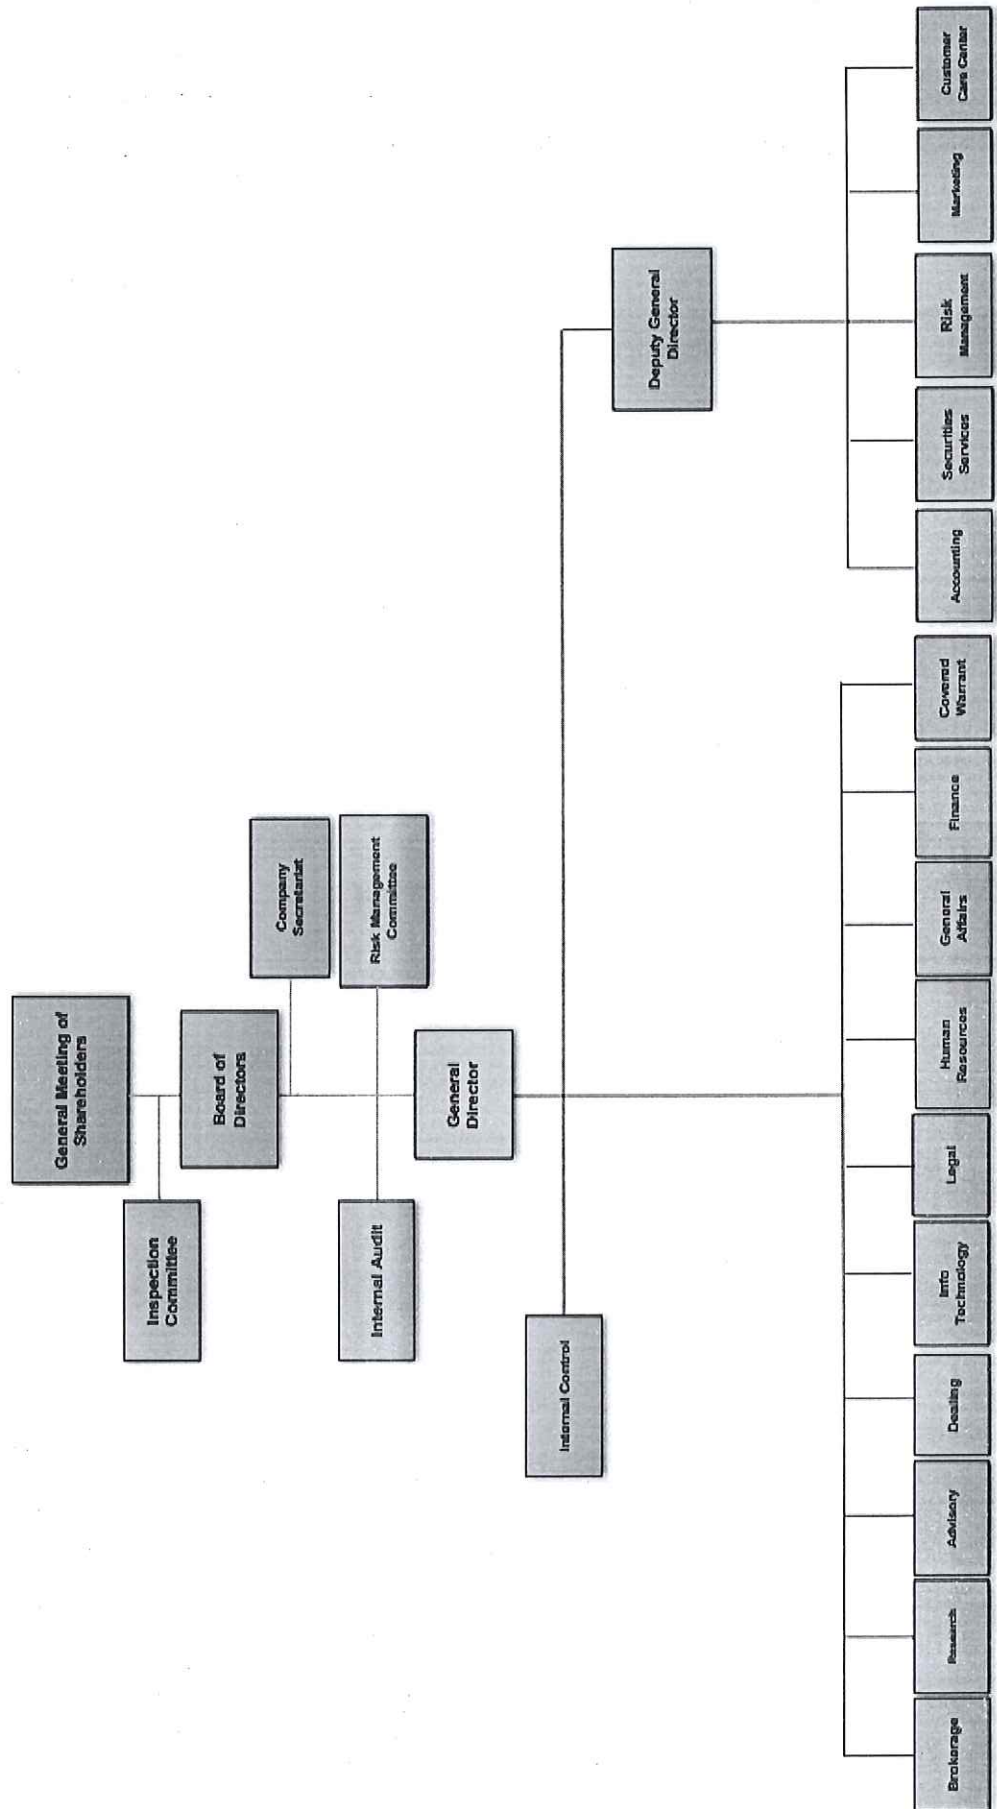 General Meeting of
Shareholders
Inspection
Committee
Board of
Directors
Company
Secretariat
Internal Audit
Risk Management
Committee
General
Director
Internal Control
Deputy General
Director
Brokerage
Research
Advisory
Dealing
Info
Technology
Legal
Human
Resources
General
Affairs
Finance
Covered
Warrant
Accounting
Securities
Services
Risk
Management
Marketing
Customer
Care Center